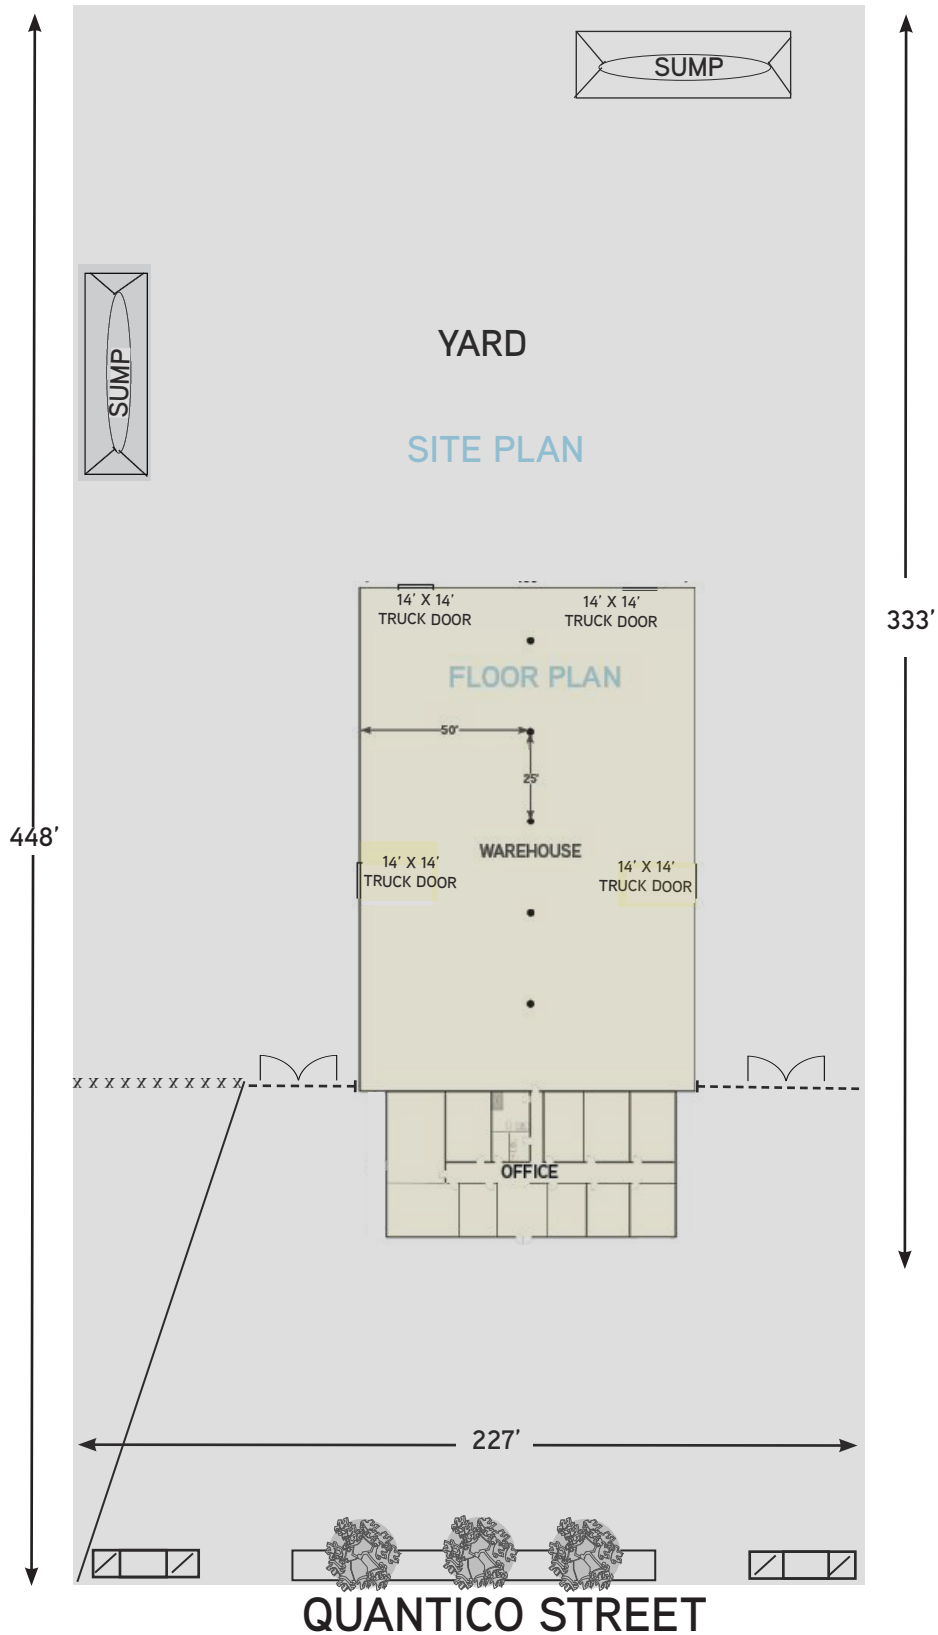 SUMP
SUMP
YARD
SITE PLAN
14' X 14'
TRUCK DOOR
14' X 14'
TRUCK DOOR
333'
FLOOR PLAN
50'
25'
448'
WAREHOUSE
14' X 14'
TRUCK DOOR
14' X 14'
TRUCK DOOR
X X X X X X X X X X X X X
OFFICE
227'
QUANTICO STREET